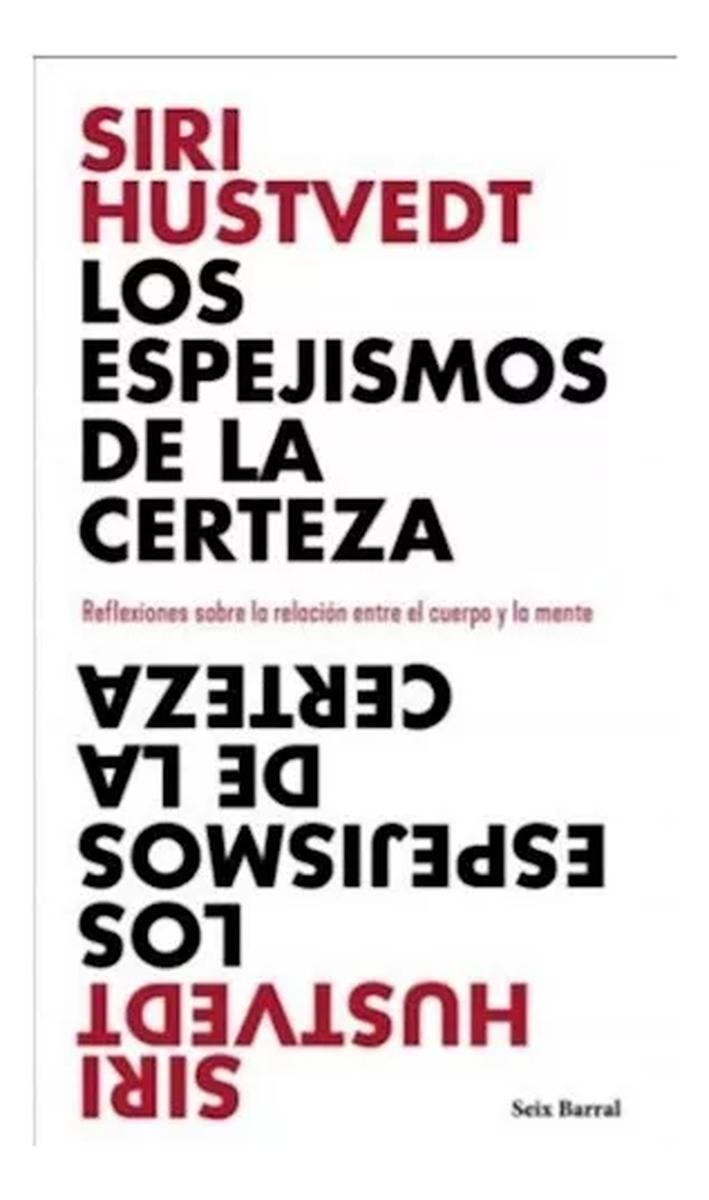 SIRI
HUSTVEDT
LOS
ESPEJISMOS
DE LA
CERTEZA
Reflexiones sobre la relación entre el cuerpo y la mente
CERTEZA
DE LA
ESPEJISMOS
LOS
HUSTVEDT
SIRI
Seix Barral